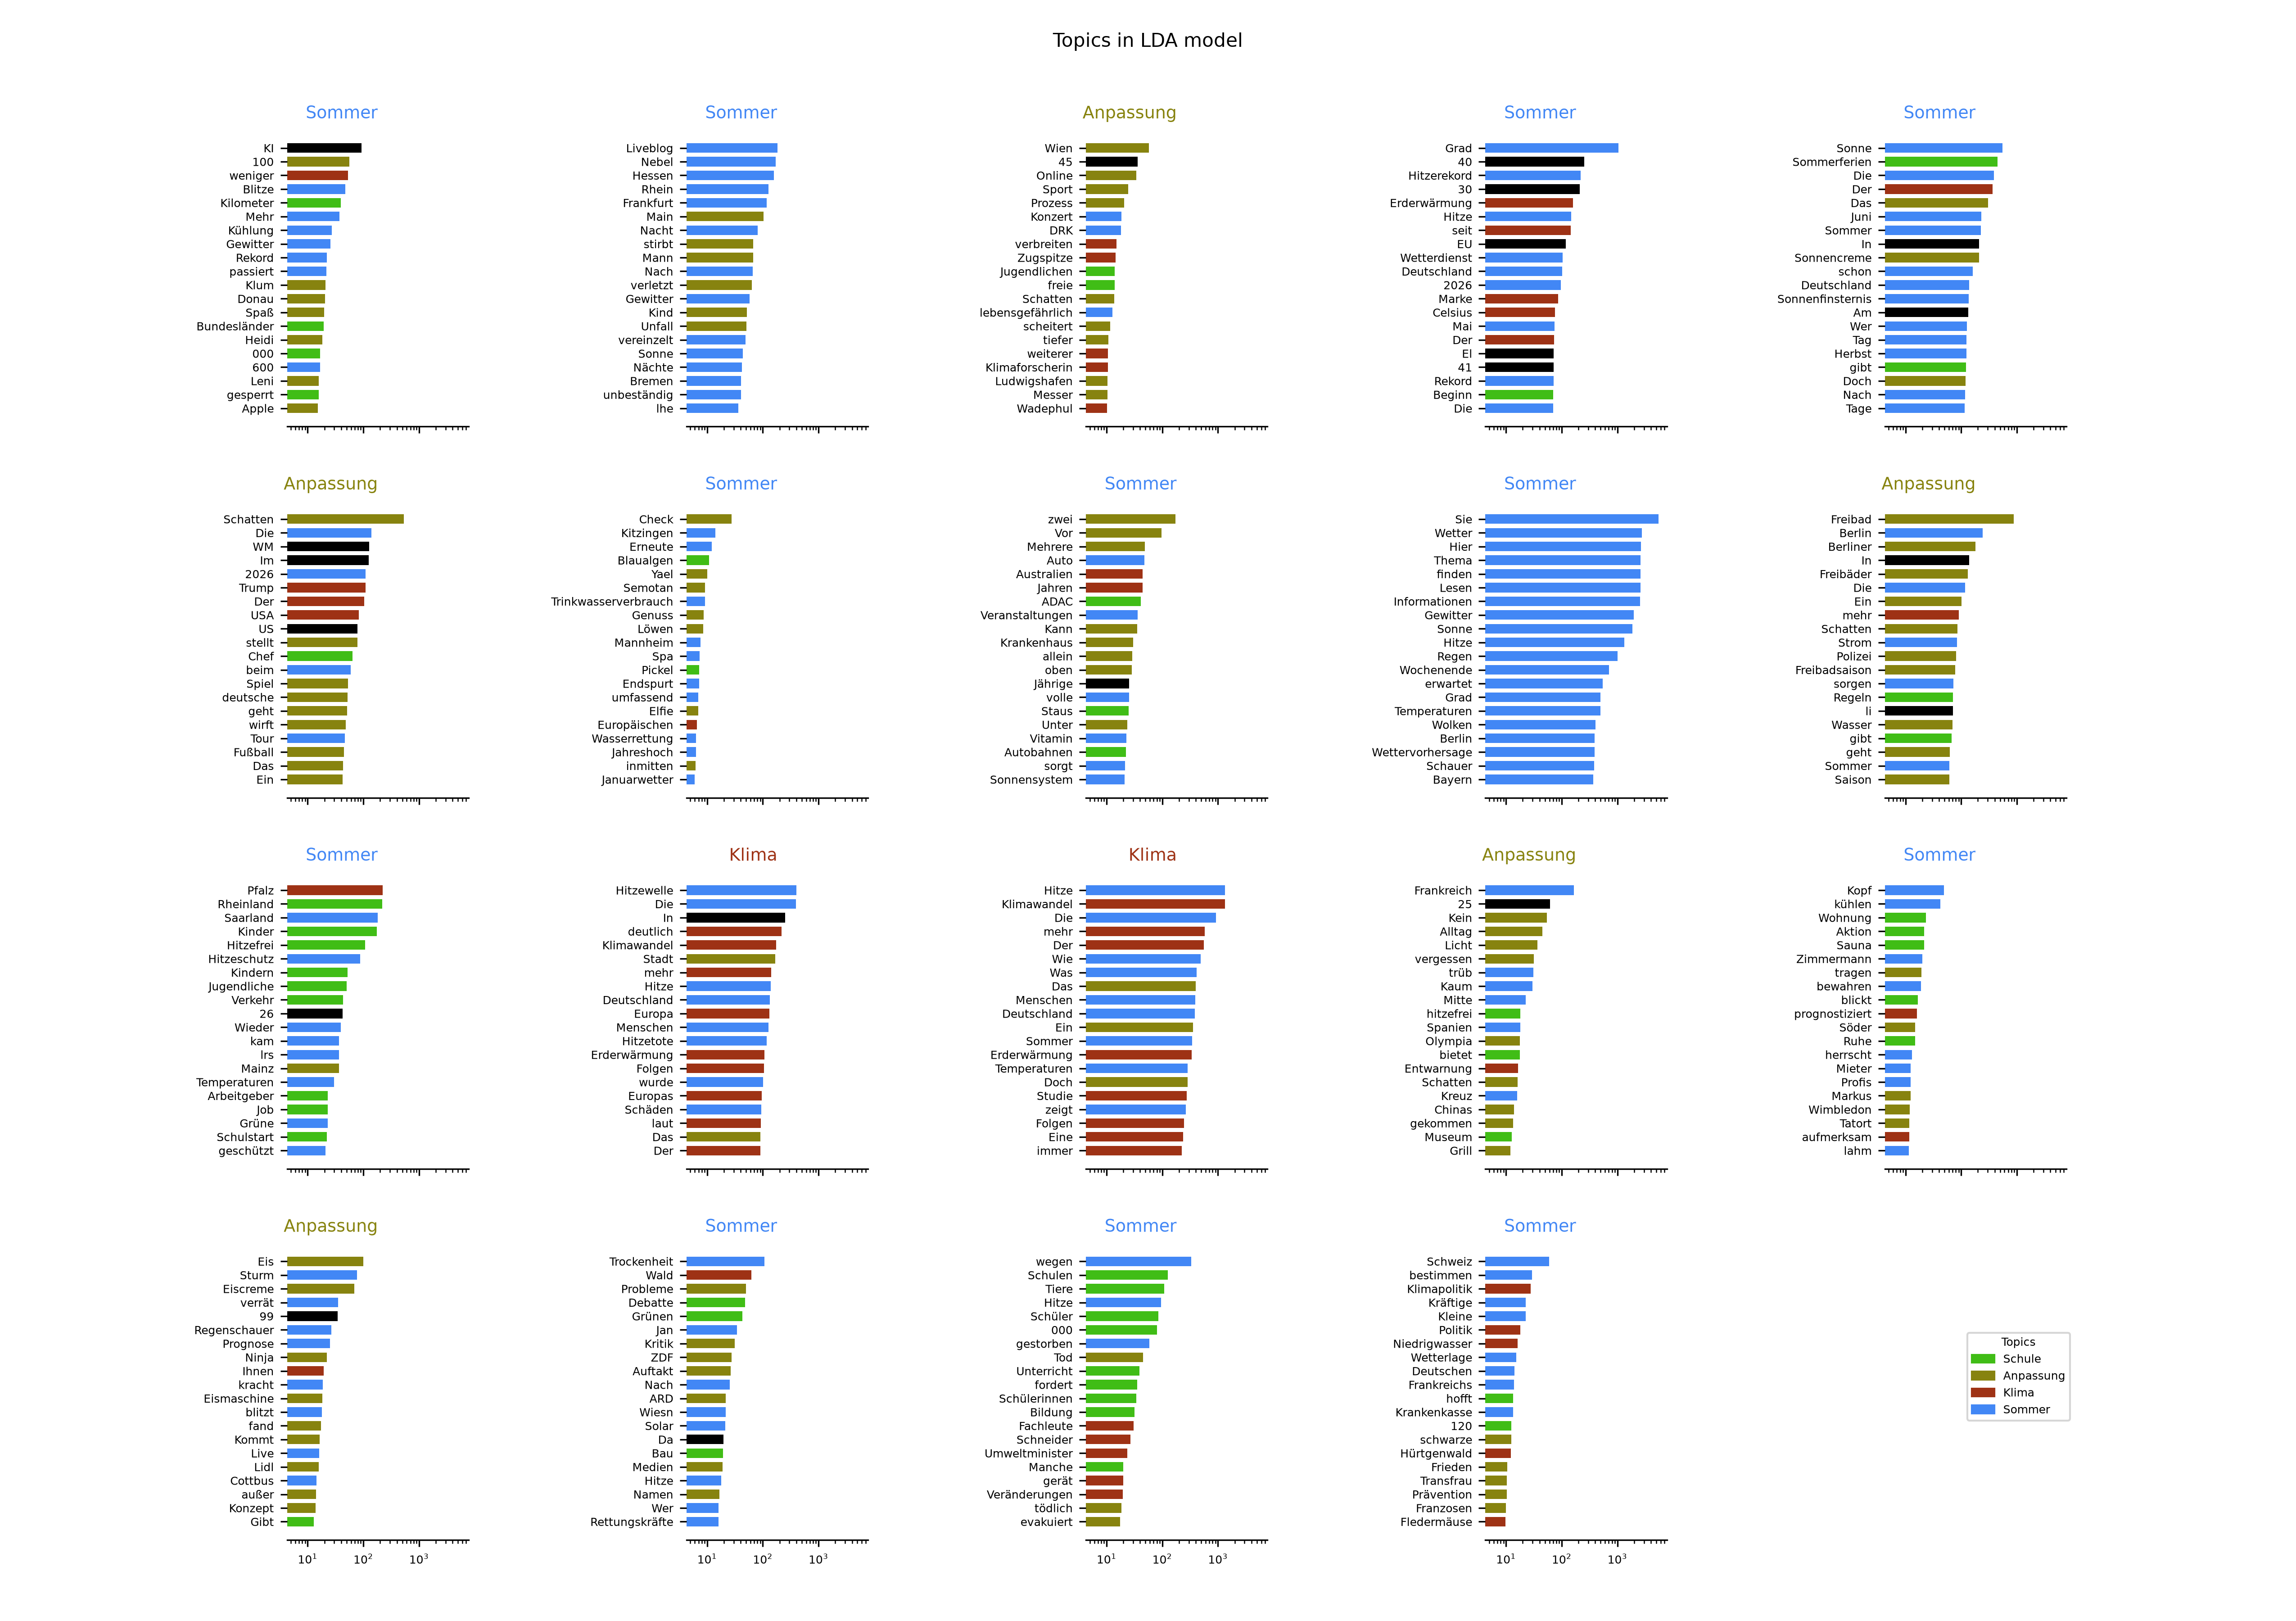 Topics in LDA model
Sommer
KI
100
weniger
Blitze
Kilometer
Mehr
Kühlung
Gewitter
Rekord
passiert
Klum
Donau
Spaß
Bundesländer
Heidi
000
600
Leni
gesperrt
Apple
Sommer
Liveblog
Nebel
Hessen
Rhein
Frankfurt
Main
Nacht
stirbt
Mann
Nach
verletzt
Gewitter
Kind
Unfall
vereinzelt
Sonne
Nächte
Bremen
unbeständig
Ihe
Anpassung
Wien
45
Online
Sport
Prozess
Konzert
DRK
verbreiten
Zugspitze
Jugendlichen
freie
Schatten
lebensgefährlich
scheitert
tiefer
weiterer
Klimaforscherin
Ludwigshafen
Messer
Wadephul
Sommer
Grad
40
Hitzerekord
30
Erderwärmung
Hitze
seit
EU
Wetterdienst
Deutschland
2026
Marke
Celsius
Mai
Der
El
41
Rekord
Beginn
Die
Sommer
Sonne
Sommerferien
Die
Der
Das
Juni
Sommer
In
Sonnencreme
schon
Deutschland
Sonnenfinsternis
Am
Wer
Tag
Herbst
gibt
Doch
Nach
Tage
Anpassung
Schatten
Die
WM
Im
2026
Trump
Der
USA
US
stellt
Chef
beim
Spiel
deutsche
geht
wirft
Tour
Fußball
Das
Ein
Sommer
Check
Kitzingen
Erneute
Blaualgen
Yael
Semotan
Trinkwasserverbrauch
Genuss
Löwen
Mannheim
Spa
Pickel
Endspurt
umfassend
Elfie
Europäischen
Wasserrettung
Jahreshoch
inmitten
Januarwetter
Sommer
zwei
Vor
Mehrere
Auto
Australien
Jahren
ADAC
Veranstaltungen
Kann
Krankenhaus
allein
oben
Jährige
volle
Staus
Unter
Vitamin
Autobahnen
sorgt
Sonnensystem
Sommer
Sie
Wetter
Hier
Thema
finden
Lesen
Informationen
Gewitter
Sonne
Hitze
Regen
Wochenende
erwartet
Grad
Temperaturen
Wolken
Berlin
Wettervorhersage
Schauer
Bayern
Anpassung
Freibad
Berlin
Berliner
In
Freibäder
Die
Ein
mehr
Schatten
Strom
Polizei
Freibadsaison
sorgen
Regeln
li
Wasser
gibt
geht
Sommer
Saison
Sommer
Pfalz
Rheinland
Saarland
Kinder
Hitzefrei
Hitzeschutz
Kindern
Jugendliche
Verkehr
26
Wieder
kam
lrs
Mainz
Temperaturen
Arbeitgeber
Job
Grüne
Schulstart
geschützt
Klima
Hitzewelle
Die
In
deutlich
Klimawandel
Stadt
mehr
Hitze
Deutschland
Europa
Menschen
Hitzetote
Erderwärmung
Folgen
wurde
Europas
Schäden
laut
Das
Der
Klima
Hitze
Klimawandel
Die
mehr
Der
Wie
Was
Das
Menschen
Deutschland
Ein
Sommer
Erderwärmung
Temperaturen
Doch
Studie
zeigt
Folgen
Eine
immer
Anpassung
Frankreich
25
Kein
Alltag
Licht
vergessen
trüb
Kaum
Mitte
hitzefrei
Spanien
Olympia
bietet
Entwarnung
Schatten
Kreuz
Chinas
gekommen
Museum
Grill
Sommer
Kopf
kühlen
Wohnung
Aktion
Sauna
Zimmermann
tragen
bewahren
blickt
prognostiziert
Söder
Ruhe
herrscht
Mieter
Profis
Markus
Wimbledon
Tatort
aufmerksam
lahm
Anpassung
Eis
Sturm
Eiscreme
verrät
99
Regenschauer
Prognose
Ninja
Ihnen
kracht
Eismaschine
blitzt
fand
Kommt
Live
Lidl
Cottbus
außer
Konzept
Gibt
10¹ 10² 10³
Sommer
Trockenheit
Wald
Probleme
Debatte
Grünen
Jan
Kritik
ZDF
Auftakt
Nach
ARD
Wiesn
Solar
Da
Bau
Medien
Hitze
Namen
Wer
Rettungskräfte
10¹ 10² 10³
Sommer
wegen
Schulen
Tiere
Hitze
Schüler
000
gestorben
Tod
Unterricht
fordert
Schülerinnen
Bildung
Fachleute
Schneider
Umweltminister
Manche
gerät
Veränderungen
tödlich
evakuiert
10¹ 10² 10³
Sommer
Schweiz
bestimmen
Klimapolitik
Kräftige
Kleine
Politik
Niedrigwasser
Wetterlage
Deutschen
Frankreichs
hofft
Krankenkasse
120
schwarze
Hürtgenwald
Frieden
Transfrau
Prävention
Franzosen
Fledermäuse
10¹ 10² 10³
Topics
Schule
Anpassung
Klima
Sommer